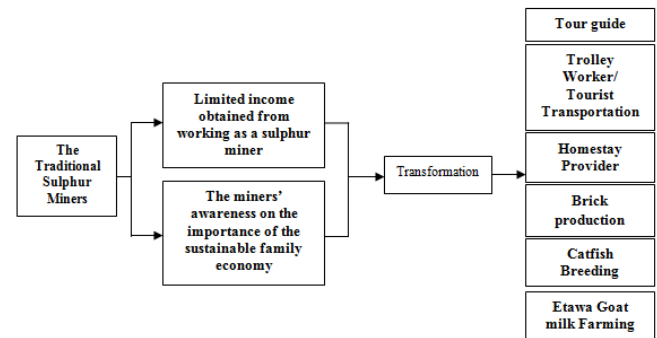 The
Traditional
Sulphur
Miners
Limited income
obtained from
working as a sulphur
miner
The miners’
awareness on the
importance of the
sustainable family
economy
Transformation
Tour guide
Trolley
Worker/
Tourist
Transportation
Homestay
Provider
Brick
production
Catfish
Breeding
Etawa Goat
milk Farming